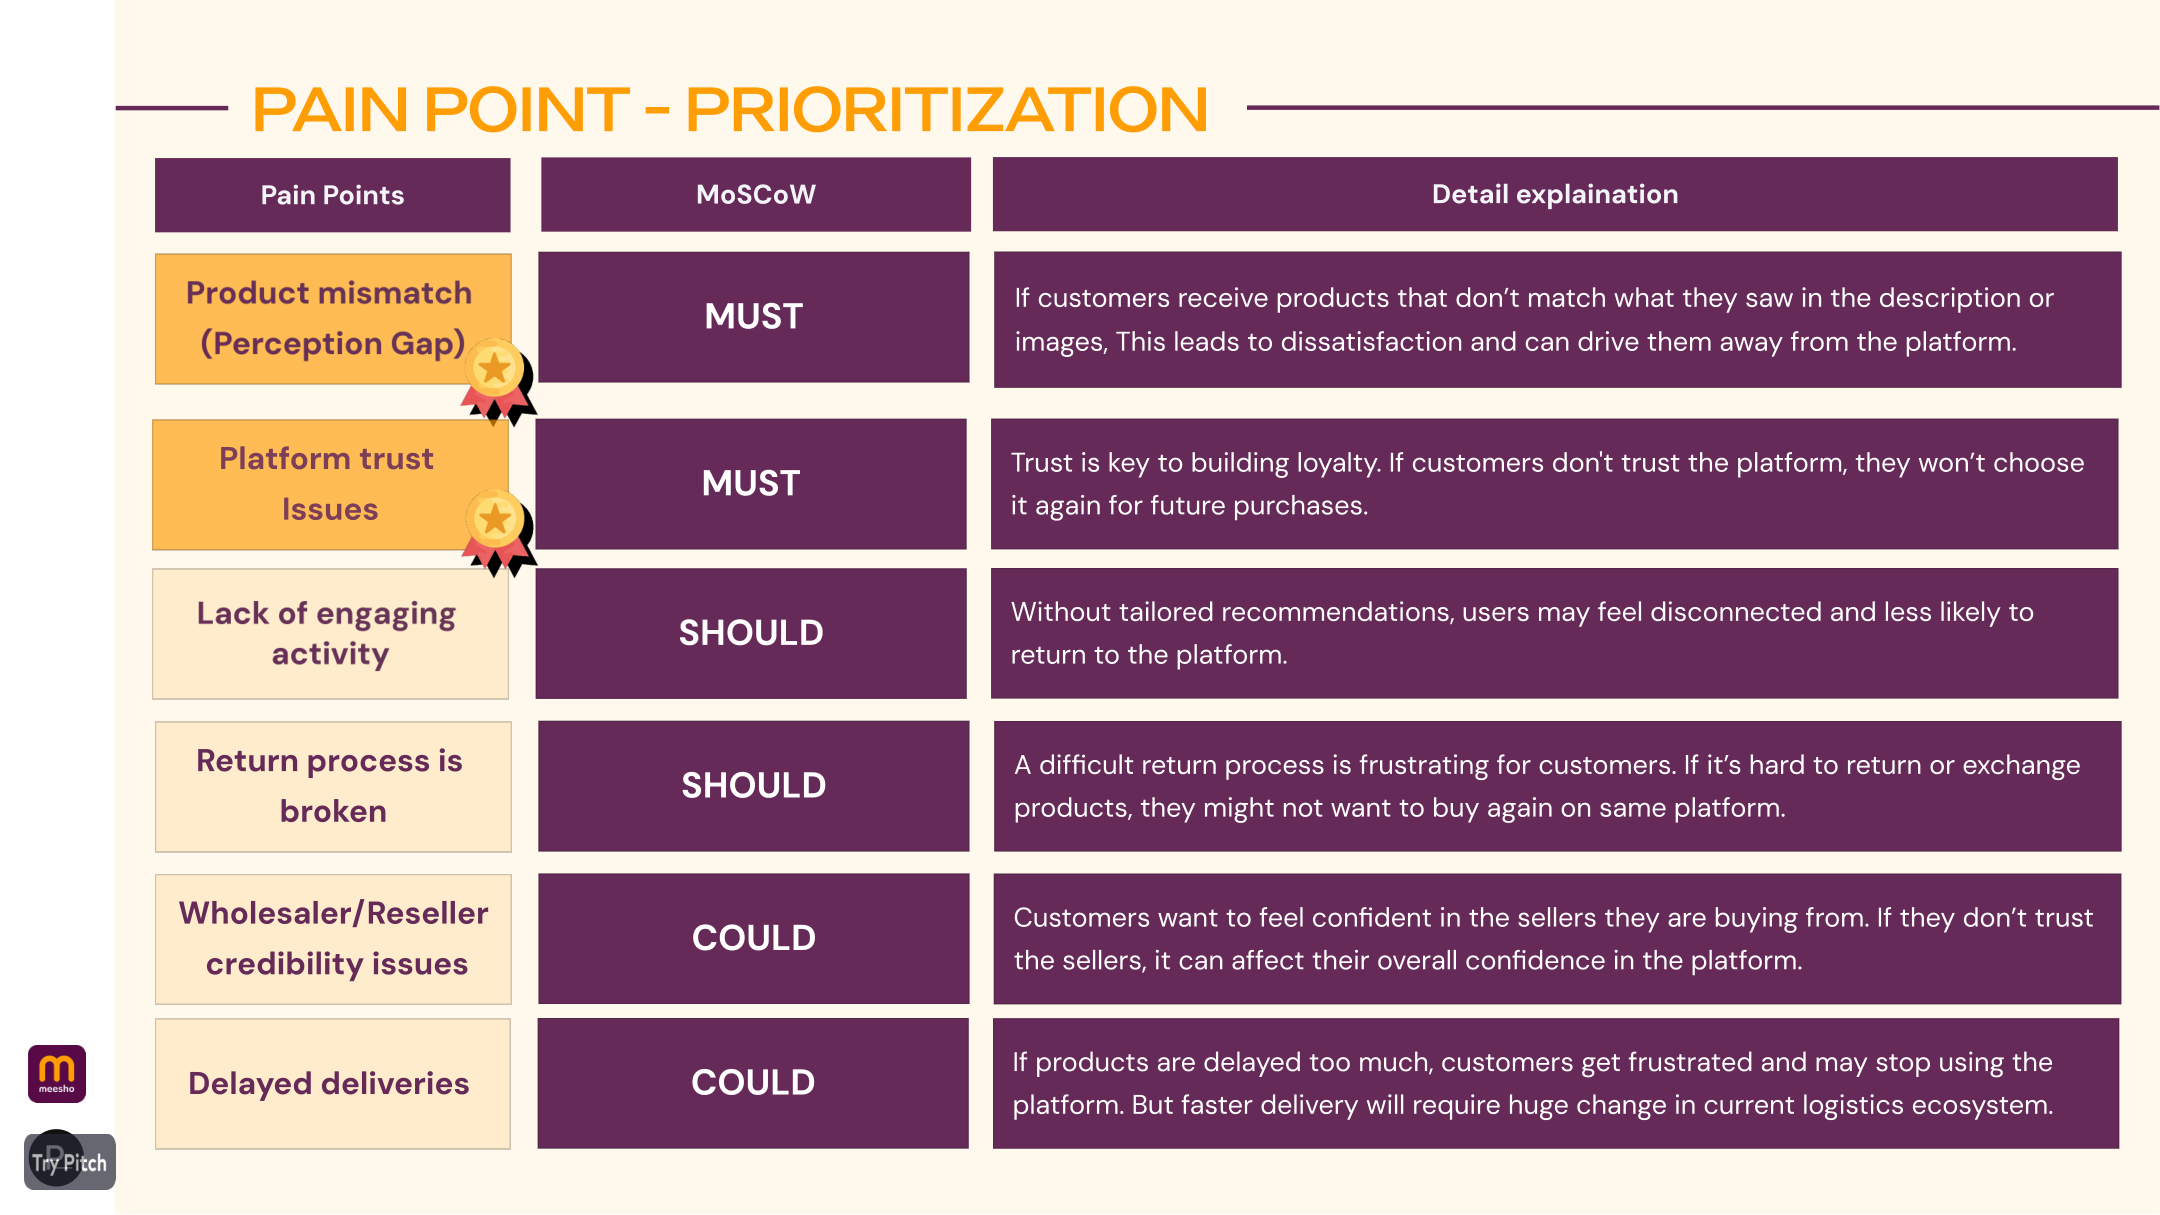 PAIN POINT - PRIORITIZATION
Pain Points
MoSCoW
Detail explaination
Product mismatch
(Perception Gap)
MUST
If customers receive products that don’t match what they saw in the description or
images, This leads to dissatisfaction and can drive them away from the platform.
Platform trust
Issues
MUST
Trust is key to building loyalty. If customers don't trust the platform, they won’t choose
it again for future purchases.
Lack of engaging
activity
SHOULD
Without tailored recommendations, users may feel disconnected and less likely to
return to the platform.
Return process is
broken
SHOULD
A difficult return process is frustrating for customers. If it’s hard to return or exchange
products, they might not want to buy again on same platform.
Wholesaler/Reseller
credibility issues
COULD
Customers want to feel confident in the sellers they are buying from. If they don’t trust
the sellers, it can affect their overall confidence in the platform.
Delayed deliveries
COULD
If products are delayed too much, customers get frustrated and may stop using the
platform. But faster delivery will require huge change in current logistics ecosystem.
m
meesho
Try Pitch